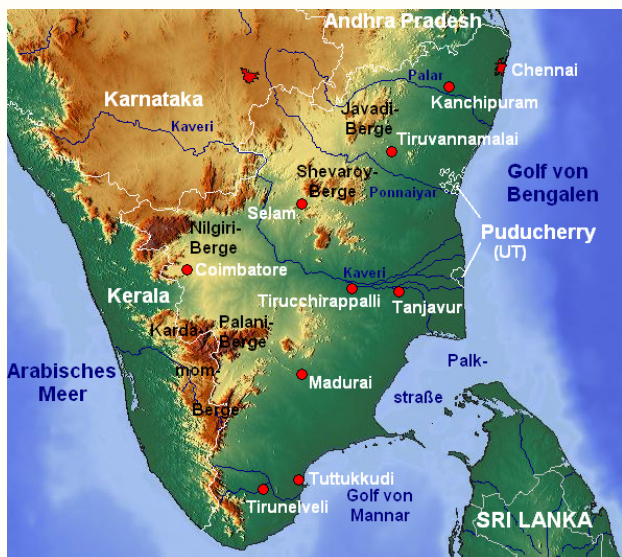 Andhra Pradesh
Chennai
Palar
Kanchipuram
Karnataka
Javadi-
Berge
Kaveri
Tiruvannamalai
Shevaroy-
Berge
Golf von
Bengalen
Ponnaiyar
Selam
Nilgiri-
Berge
Puducherry
(UT)
Coimbatore
Kaveri
Kerala
Tirucchirappalli
Tanjavur
Karda-
mom-
Berge
Palani-
Berge
Arabisches
Meer
Palk-
straße
Madurai
Tuttukkudi
Tirunelveli
Golf von
Mannar
SRI LANKA